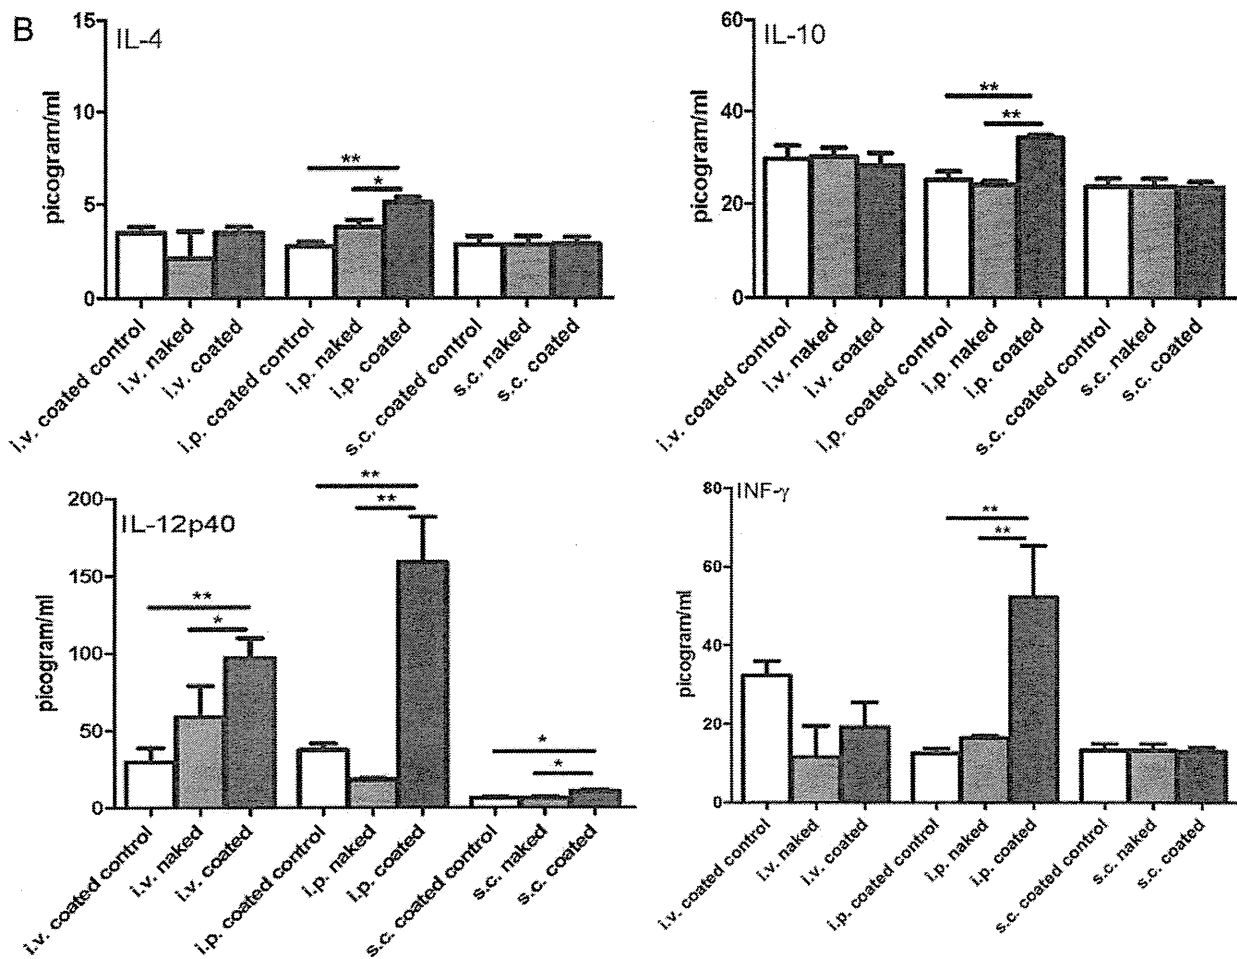 B
IL-4
picogram/ml
15
10
5
0
**
*
i.v. coated control
i.v. naked
i.v. coated
i.p. coated control
i.p. naked
i.p. coated
s.c. coated control
s.c. naked
s.c. coated
IL-10
picogram/ml
60
40
20
0
**
**
i.v. coated control
i.v. naked
i.v. coated
i.p. coated control
i.p. naked
i.p. coated
s.c. coated control
s.c. naked
s.c. coated
IL-12p40
picogram/ml
200
150
100
50
0
**
*
**
**
*
*
i.v. coated control
i.v. naked
i.v. coated
i.p. coated control
i.p. naked
i.p. coated
s.c. coated control
s.c. naked
s.c. coated
INF-γ
picogram/ml
80
60
40
20
0
**
**
i.v. coated control
i.v. naked
i.v. coated
i.p. coated control
i.p. naked
i.p. coated
s.c. coated control
s.c. naked
s.c. coated